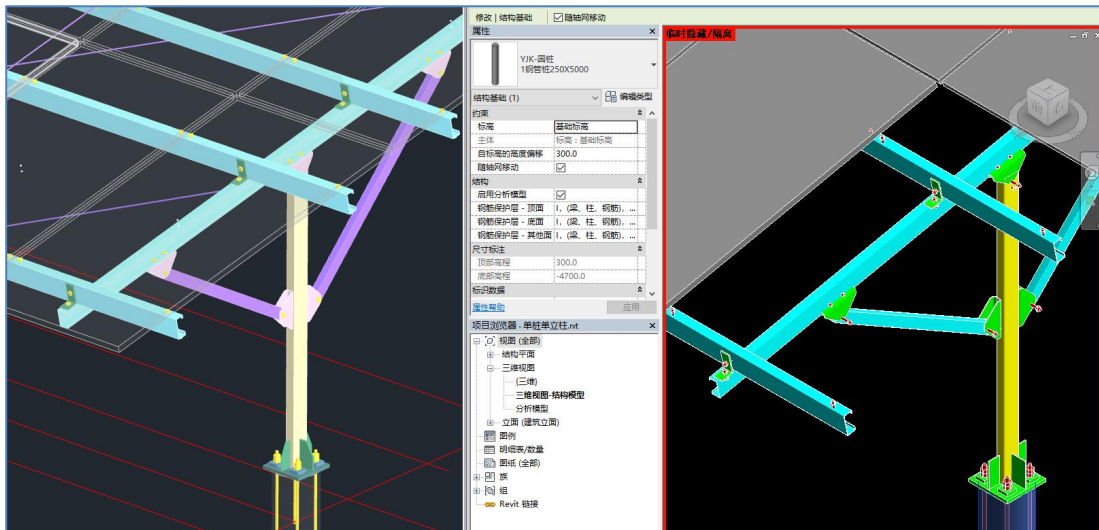 修改 | 结构基础
随轴网移动
属性
YJK-圆桩
1钢管桩250X5000
结构基础 (1)
编辑类型
约束
标高
基础标高
主体
标高 : 基础标高
自标高的高度偏移
300.0
随轴网移动
结构
启用分析模型
钢筋保护层 - 顶面
I, (梁、柱、钢筋), ...
钢筋保护层 - 底面
I, (梁、柱、钢筋), ...
钢筋保护层 - 其他面
I, (梁、柱、钢筋), ...
尺寸标注
顶部高程
300.0
底部高程
-4700.0
标识数据
属性帮助
应用
项目浏览器 - 单桩单立柱.rvt
视图 (全部)
结构平面
三维视图
{三维}
三维视图-结构模型
分析模型
立面 (建筑立面)
图例
明细表/数量
图纸 (全部)
族
组
Revit 链接
临时隐藏/隔离